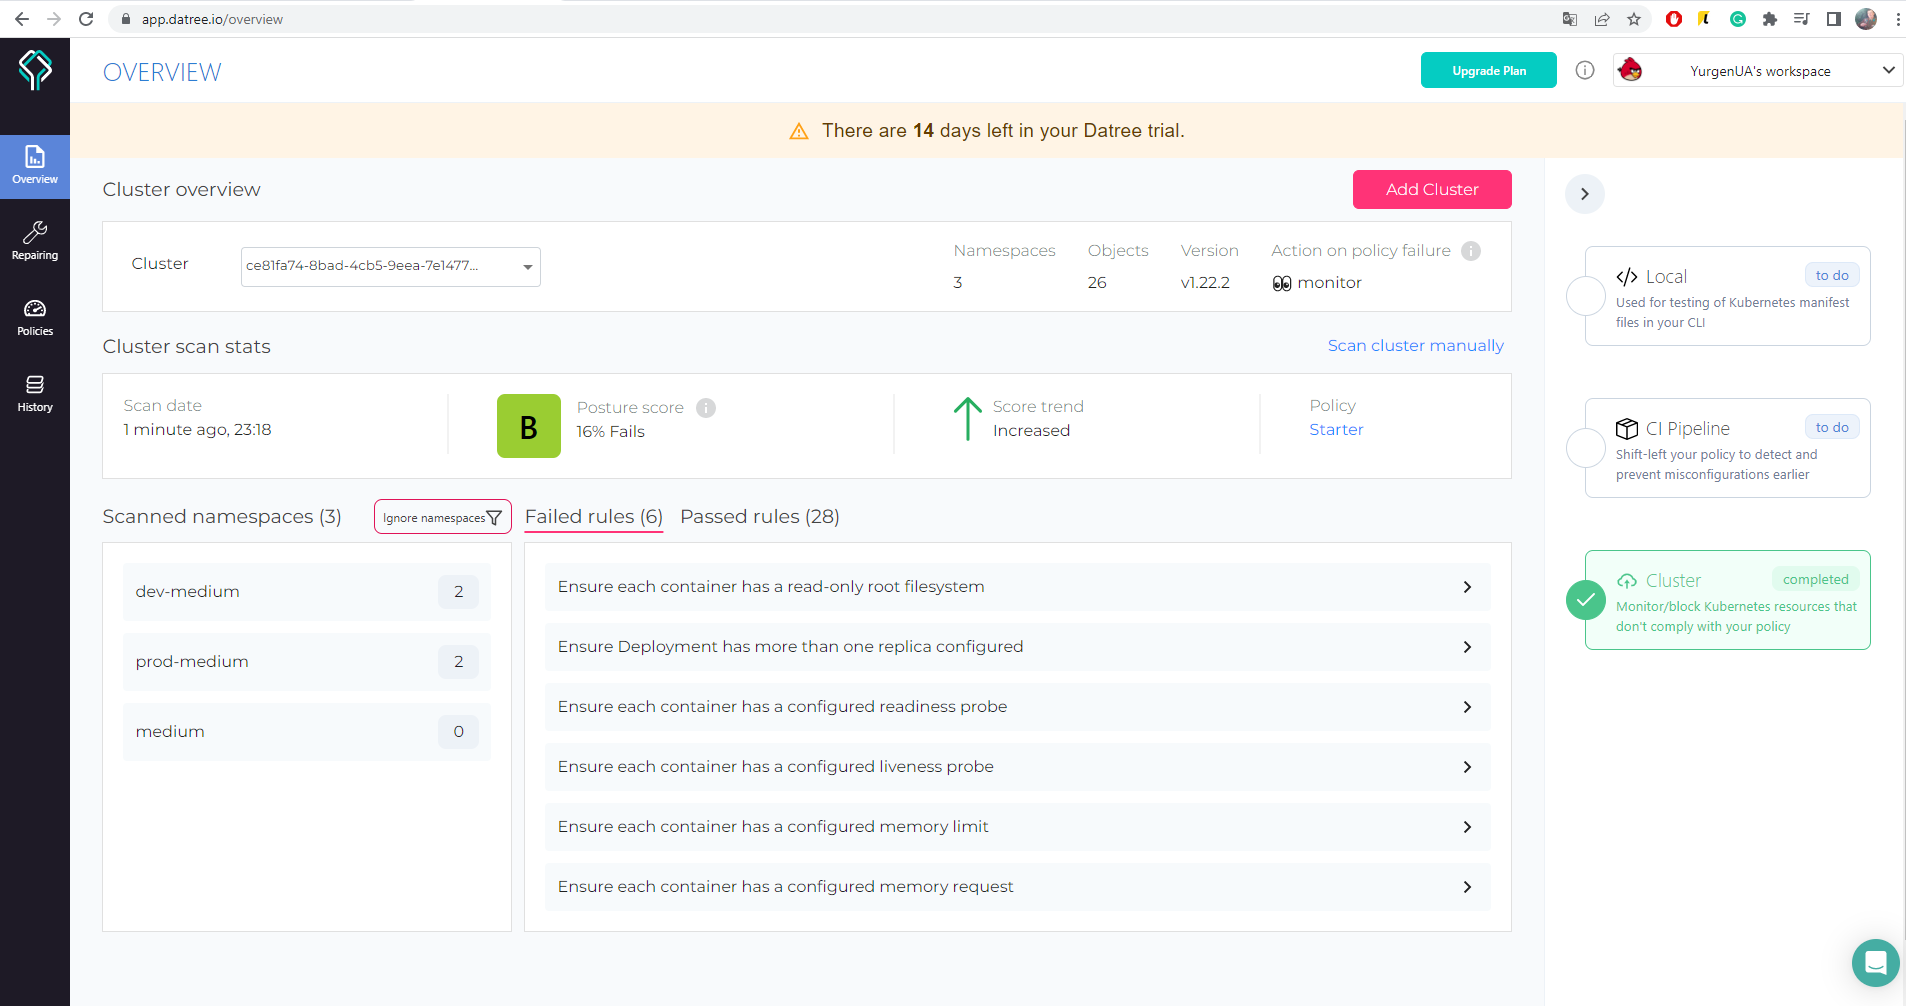 app.datree.io/overview
OVERVIEW
Upgrade Plan
YurgenUA's workspace
There are 14 days left in your Datree trial.
Overview
Repairing
Policies
History
Cluster overview
Add Cluster
Cluster
ce81fa74-8bad-4cb5-9eea-7e1477...
Namespaces
3
Objects
26
Version
v1.22.2
Action on policy failure
monitor
Cluster scan stats
Scan cluster manually
Scan date
1 minute ago, 23:18
B
Posture score
16% Fails
Score trend
Increased
Policy
Starter
Scanned namespaces (3)
Ignore namespaces
dev-medium 2
prod-medium 2
medium 0
Failed rules (6) Passed rules (28)
Ensure each container has a read-only root filesystem
Ensure Deployment has more than one replica configured
Ensure each container has a configured readiness probe
Ensure each container has a configured liveness probe
Ensure each container has a configured memory limit
Ensure each container has a configured memory request
Local
to do
Used for testing of Kubernetes manifest
files in your CLI
CI Pipeline
to do
Shift-left your policy to detect and
prevent misconfigurations earlier
Cluster
completed
Monitor/block Kubernetes resources that
don't comply with your policy